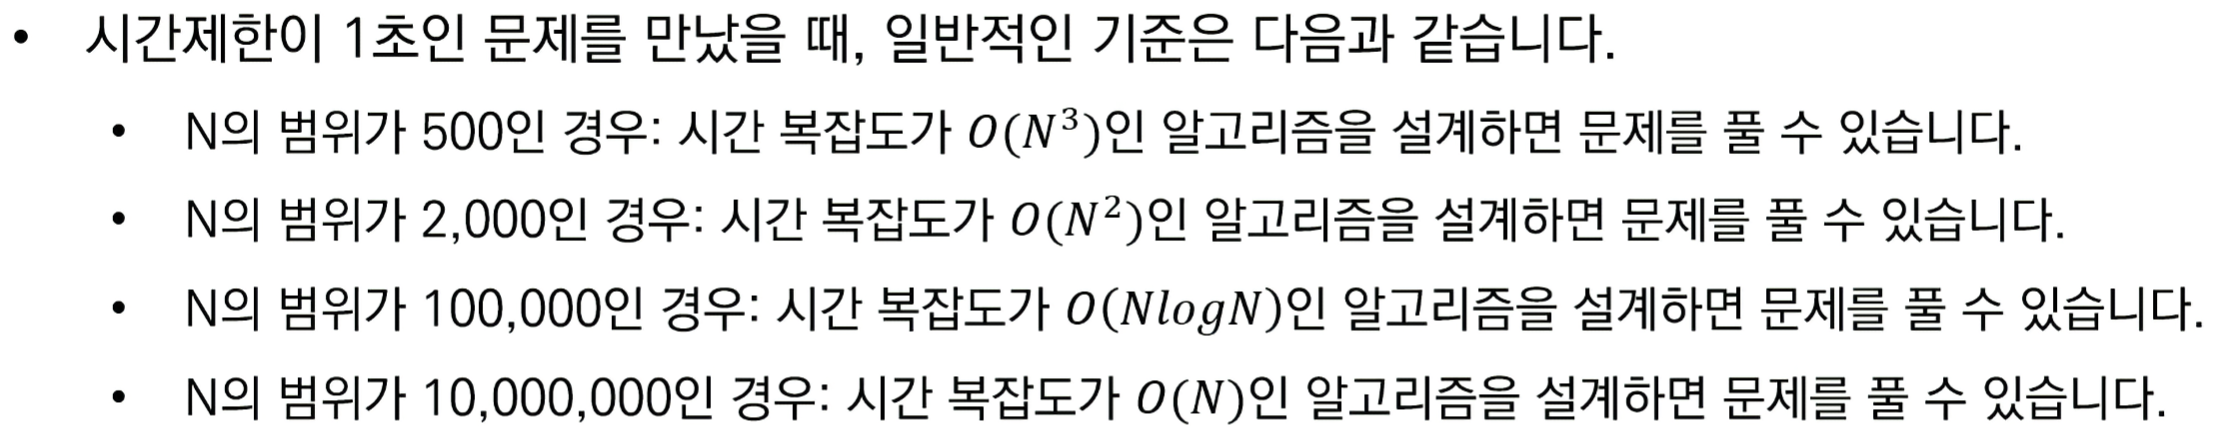 • 시간제한이 1초인 문제를 만났을 때, 일반적인 기준은 다음과 같습니다.
• N의 범위가 500인 경우: 시간 복잡도가 O(N³)인 알고리즘을 설계하면 문제를 풀 수 있습니다.
• N의 범위가 2,000인 경우: 시간 복잡도가 O(N²)인 알고리즘을 설계하면 문제를 풀 수 있습니다.
• N의 범위가 100,000인 경우: 시간 복잡도가 O(NlogN)인 알고리즘을 설계하면 문제를 풀 수 있습니다.
• N의 범위가 10,000,000인 경우: 시간 복잡도가 O(N)인 알고리즘을 설계하면 문제를 풀 수 있습니다.